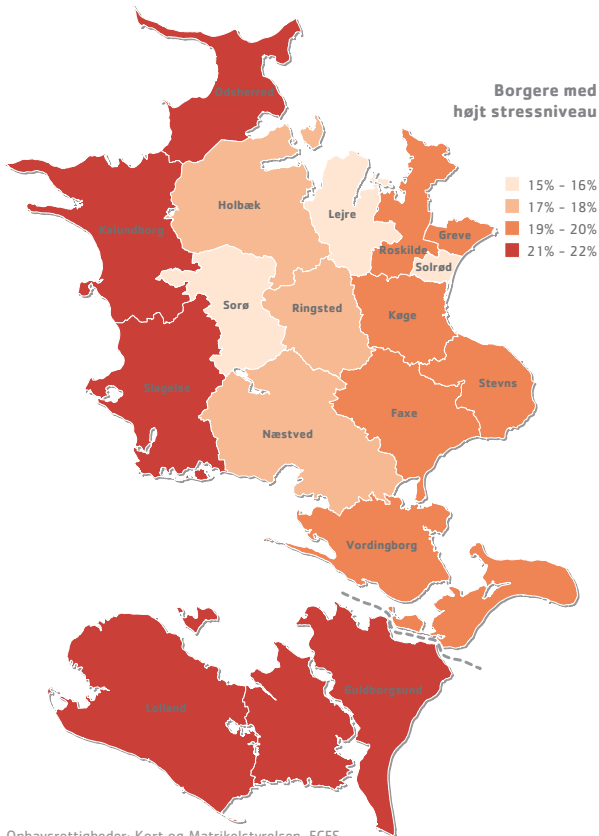 Odsherred
Borgere med
højt stressniveau
15% - 16%
17% - 18%
19% - 20%
21% - 22%
Holbæk
Lejre
Kalundborg
Greve
Roskilde
Solrød
Sorø
Ringsted
Køge
Slagelse
Stevns
Faxe
Næstved
Vordingborg
Guldborgsund
Lolland
Ophavsrettigheder: Kort og Matrikelstyrelsen, FCFS